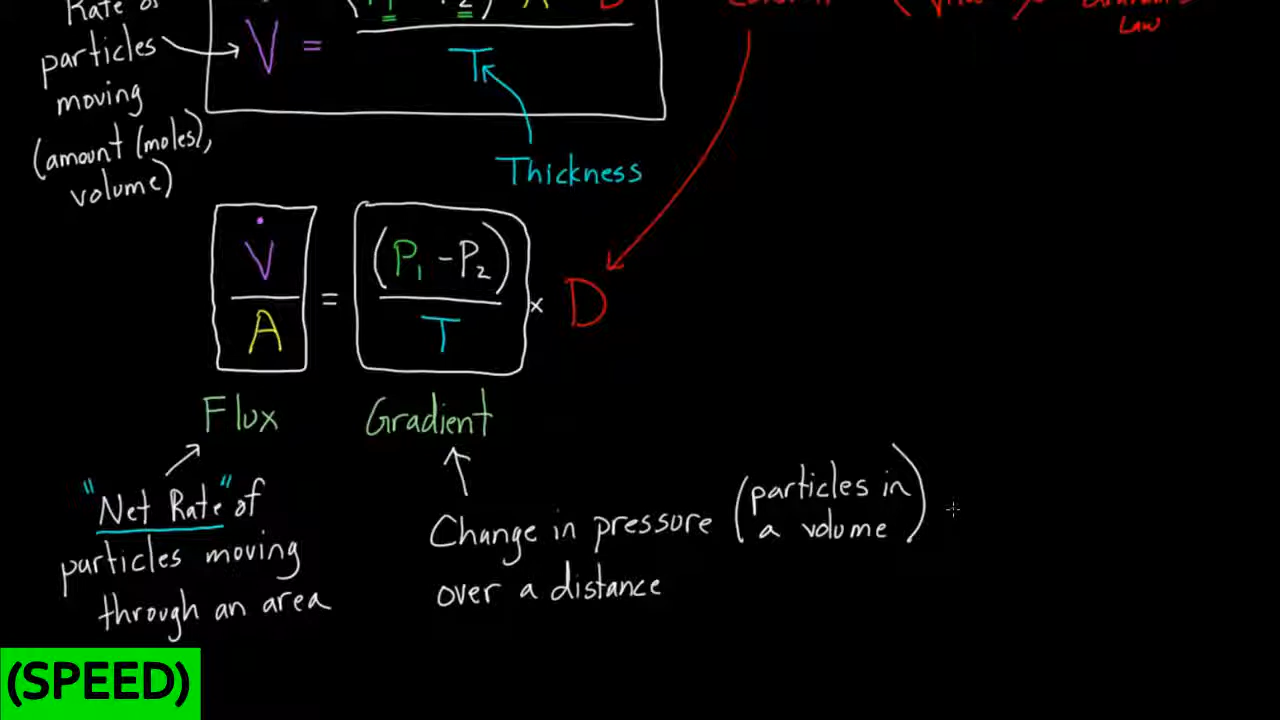 Rate of
particles
moving
(amount (moles),
volume)
V =
T
Thickness
Law
V̇
A
=
(P₁ - P₂)
T
x D
Flux
Gradient
"Net Rate" of
particles moving
through an area
Change in pressure
over a distance
(particles in
a volume)
(SPEED)